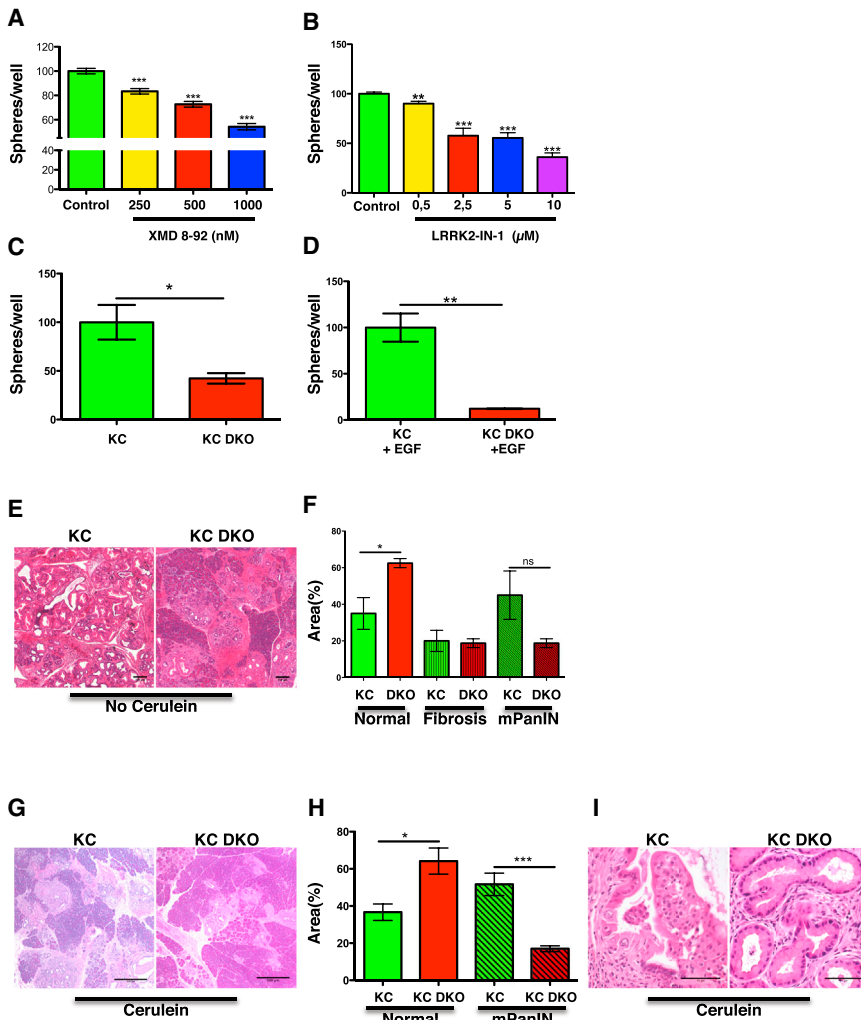 A
Spheres/well
120
100
80
60
40
20
0
***
***
***
Control 250 500 1000
XMD 8-92 (nM)
B
Spheres/well
150
100
50
0
**
***
***
***
Control 0,5 2,5 5 10
LRRK2-IN-1 (µM)
C
Spheres/well
150
100
50
0
*
KC KC DKO
D
Spheres/well
150
100
50
0
**
KC KC DKO
+ EGF +EGF
E
KC KC DKO
No Cerulein
F
Area(%)
80
60
40
20
0
*
ns
KC DKO KC DKO KC DKO
Normal Fibrosis mPanIN
G
KC KC DKO
Cerulein
H
Area(%)
80
60
40
20
0
*
***
KC KC DKO KC KC DKO
Normal mPanIN
I
KC KC DKO
Cerulein